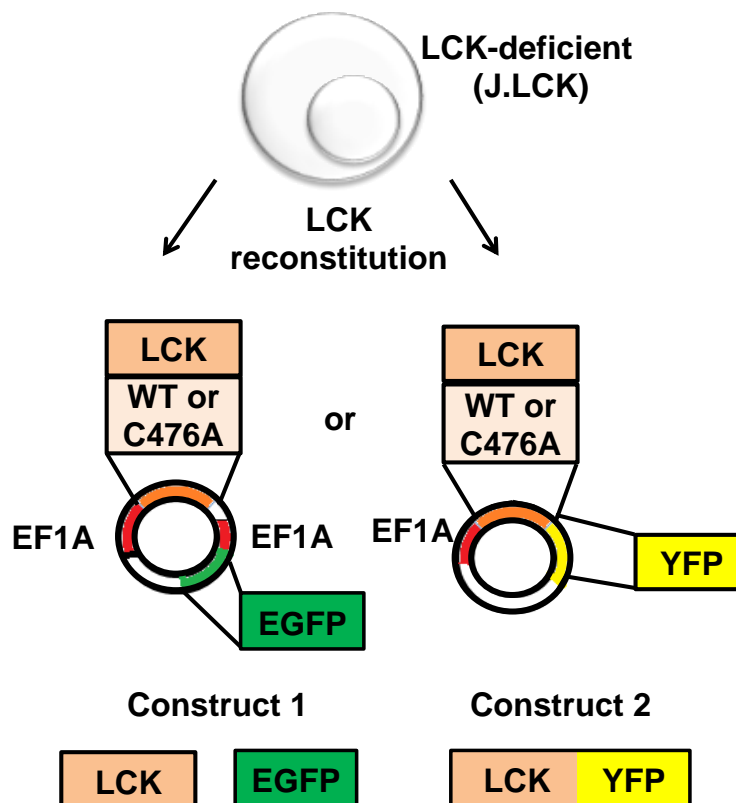 LCK-deficient
(J.LCK)
LCK
reconstitution
LCK
WT or
C476A
or
LCK
WT or
C476A
EF1A
EF1A
EGFP
EF1A
YFP
Construct 1
Construct 2
LCK
EGFP
LCK
YFP